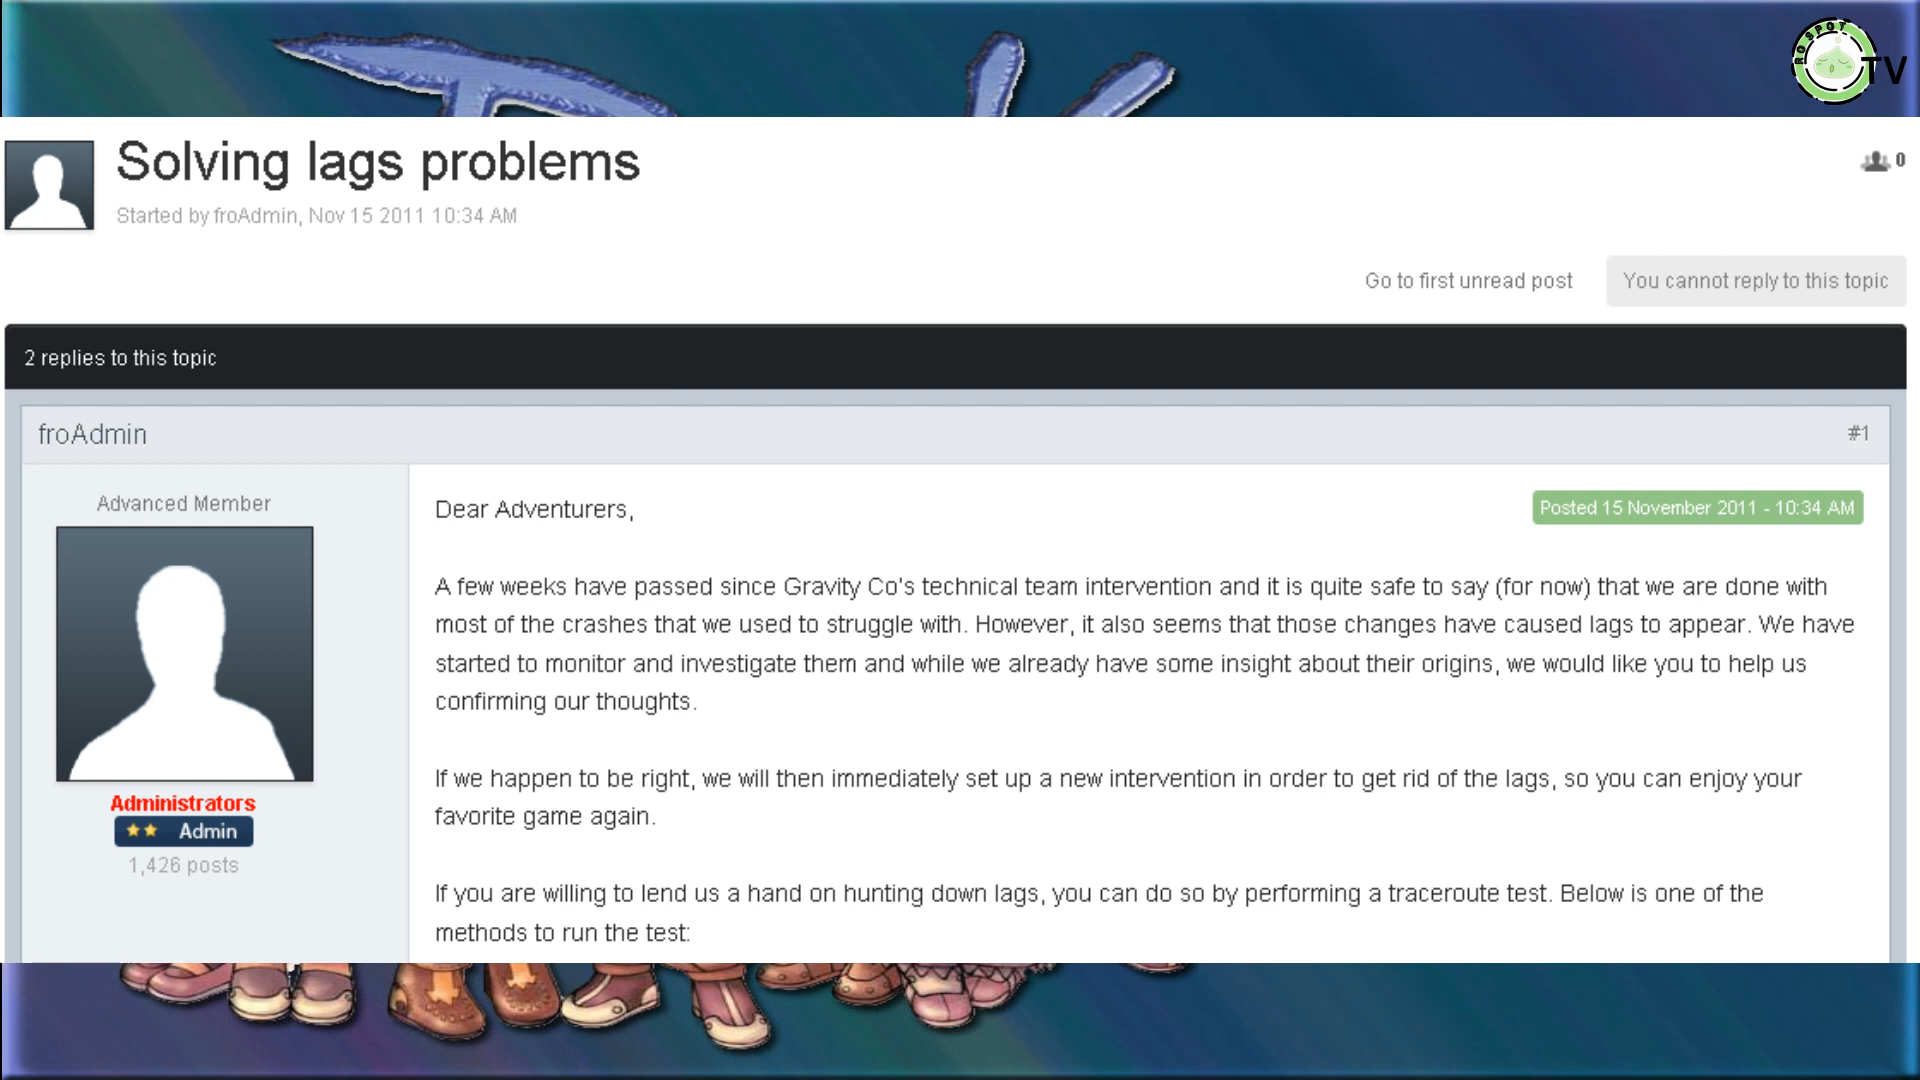 RO SPOT
TV
Solving lags problems
0
Started by froAdmin, Nov 15 2011 10:34 AM
Go to first unread post
You cannot reply to this topic
2 replies to this topic
froAdmin
#1
Advanced Member
Dear Adventurers,
Posted 15 November 2011 - 10:34 AM
A few weeks have passed since Gravity Co's technical team intervention and it is quite safe to say (for now) that we are done with
most of the crashes that we used to struggle with. However, it also seems that those changes have caused lags to appear. We have
started to monitor and investigate them and while we already have some insight about their origins, we would like you to help us
confirming our thoughts.
If we happen to be right, we will then immediately set up a new intervention in order to get rid of the lags, so you can enjoy your
favorite game again.
Administrators
Admin
1,426 posts
If you are willing to lend us a hand on hunting down lags, you can do so by performing a traceroute test. Below is one of the
methods to run the test: